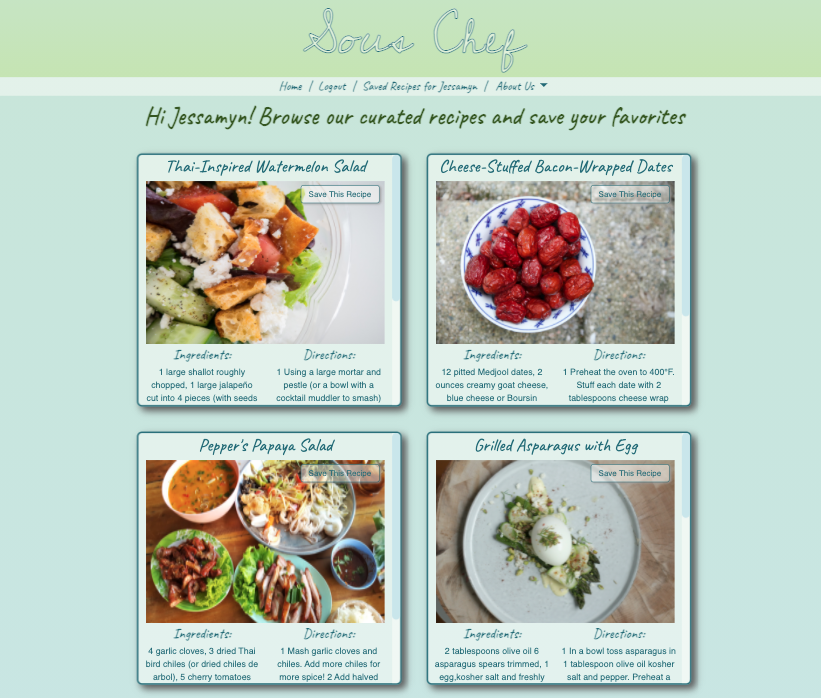 Sous Chef
Home | Logout | Saved Recipes for Jessamyn | About Us
Hi Jessamyn! Browse our curated recipes and save your favorites
Thai-Inspired Watermelon Salad
Save This Recipe
Ingredients:
1 large shallot roughly
chopped, 1 large jalapeño
cut into 4 pieces (with seeds
Directions:
1 Using a large mortar and
pestle (or a bowl with a
cocktail muddler to smash)
Cheese-Stuffed Bacon-Wrapped Dates
Save This Recipe
Ingredients:
12 pitted Medjool dates, 2
ounces creamy goat cheese,
blue cheese or Boursin
Directions:
1 Preheat the oven to 400°F.
Stuff each date with 2
tablespoons cheese wrap
Pepper's Papaya Salad
Save This Recipe
Ingredients:
4 garlic cloves, 3 dried Thai
bird chiles (or dried chiles de
arbol), 5 cherry tomatoes
Directions:
1 Mash garlic cloves and
chiles. Add more chiles for
more spice! 2 Add halved
Grilled Asparagus with Egg
Save This Recipe
Ingredients:
2 tablespoons olive oil 6
asparagus spears trimmed, 1
egg,kosher salt and freshly
Directions:
1 In a bowl toss asparagus in
1 tablespoon olive oil kosher
salt and pepper. Preheat a